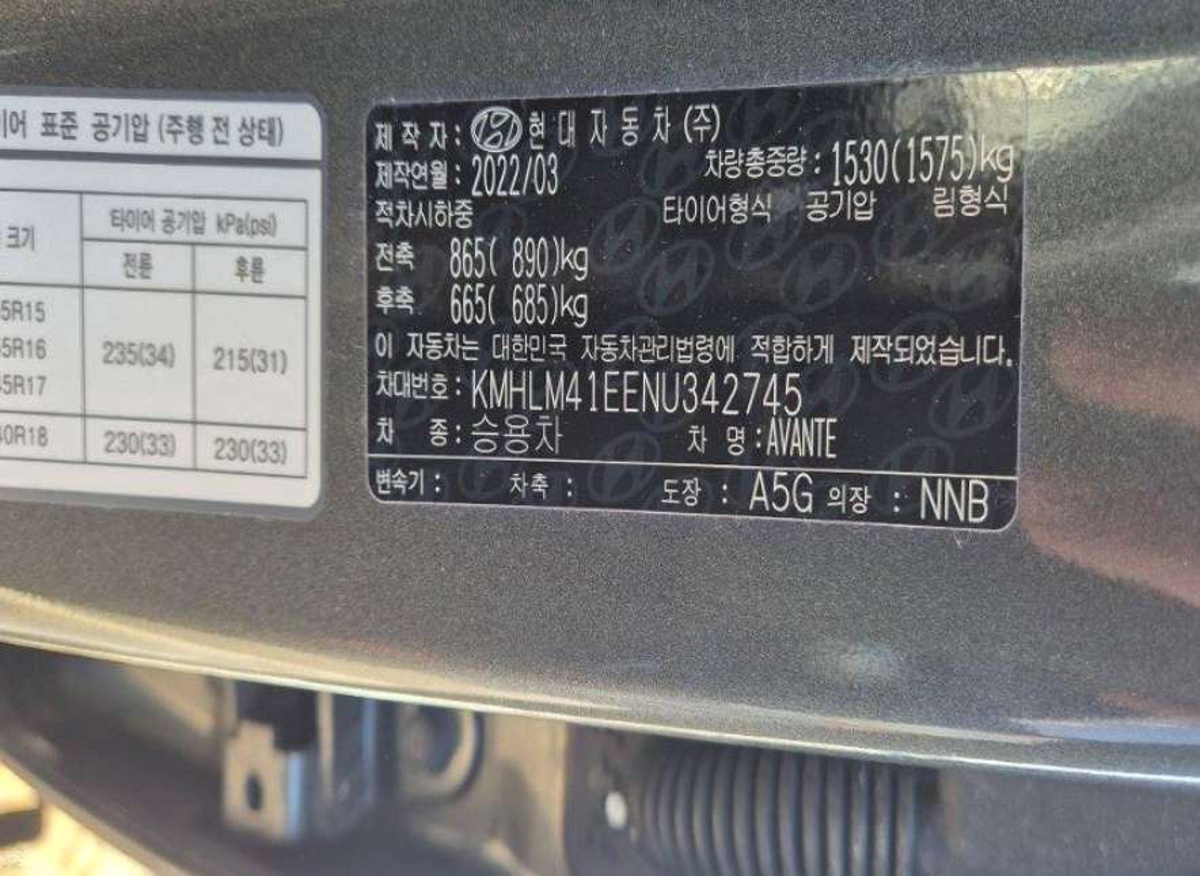 이어 표준 공기압 (주행 전 상태)
크기 타이어 공기압 kPa(psi)
전륜 후륜
5R15
5R16 235(34) 215(31)
5R17
40R18 230(33) 230(33)
제 작 자 : 현 대 자 동 차 (주)
제작연월 : 2022/03 차량총중량 : 1530(1575)kg
적차시하중 타이어형식 공기압 림형식
전축 865( 890)kg
후축 665( 685)kg
이 자동차는 대한민국 자동차관리법령에 적합하게 제작되었습니다.
차대번호 : KMHLM41EENU342745
차 종 : 승용차 차 명 : AVANTE
변속기 : 차축 : 도장 : A5G 의장 : NNB